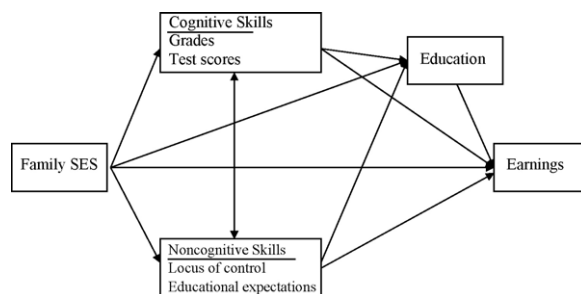 Cognitive Skills
Grades
Test scores
Education
Family SES
Earnings
Noncognitive Skills
Locus of control
Educational expectations